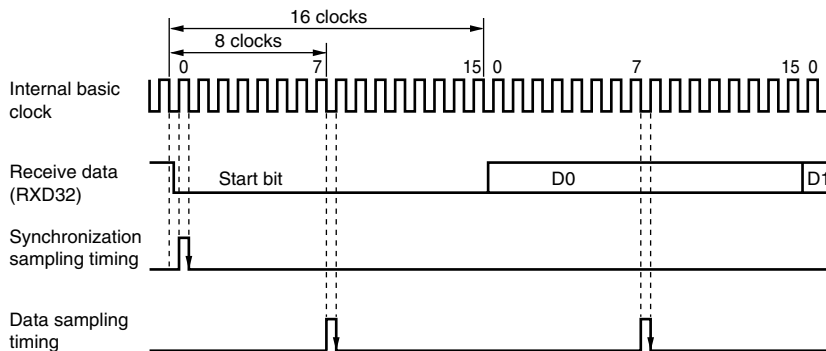 16 clocks
8 clocks
0 7 15 0 7 15 0
Internal basic
clock
Receive data
(RXD32)
Start bit D0 D1
Synchronization
sampling timing
Data sampling
timing